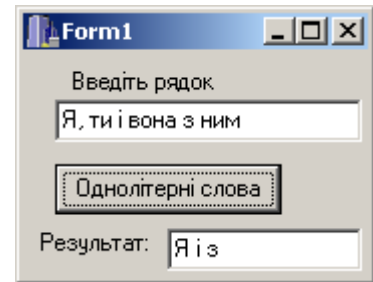 Form1
Введіть рядок
Я, ти і вона з ним
Однолітерні слова
Результат: Я і з